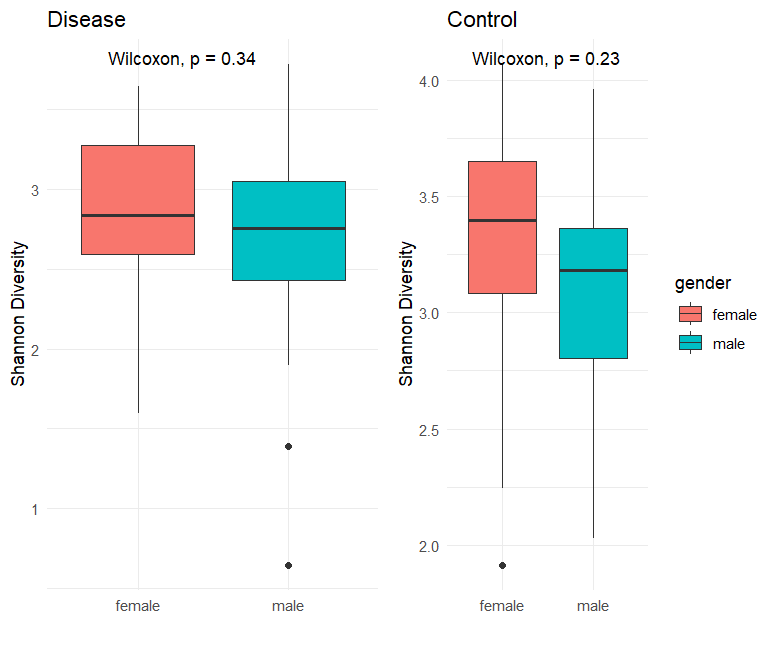 Disease
Wilcoxon, p = 0.34
Shannon Diversity
3
2
1
female
male
Control
Wilcoxon, p = 0.23
Shannon Diversity
4.0
3.5
3.0
2.5
2.0
female
male
gender
female
male